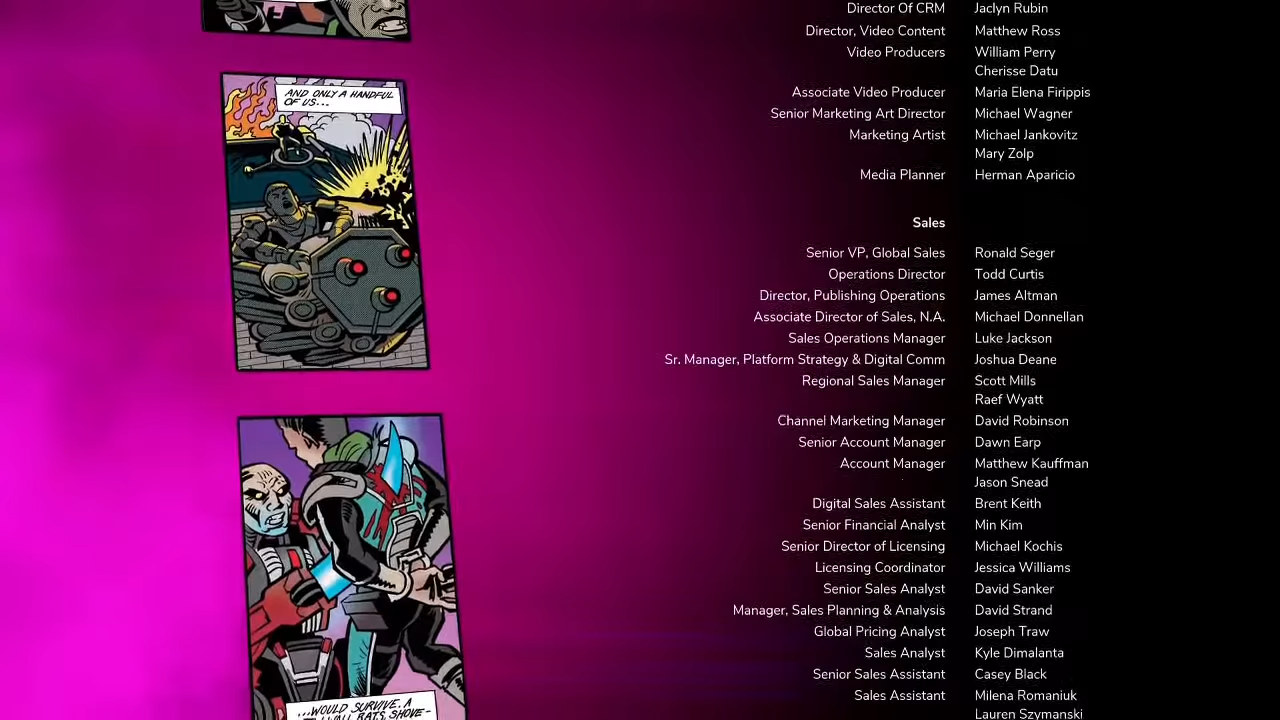 Director Of CRM Jaclyn Rubin
Director, Video Content Matthew Ross
Video Producers William Perry
Cherisse Datu
Associate Video Producer Maria Elena Firippis
Senior Marketing Art Director Michael Wagner
Marketing Artist Michael Jankovitz
Mary Zolp
Media Planner Herman Aparicio
Sales
Senior VP, Global Sales Ronald Seger
Operations Director Todd Curtis
Director, Publishing Operations James Altman
Associate Director of Sales, N.A. Michael Donnellan
Sales Operations Manager Luke Jackson
Sr. Manager, Platform Strategy & Digital Comm Joshua Deane
Regional Sales Manager Scott Mills
Raef Wyatt
Channel Marketing Manager David Robinson
Senior Account Manager Dawn Earp
Account Manager Matthew Kauffman
Jason Snead
Digital Sales Assistant Brent Keith
Senior Financial Analyst Min Kim
Senior Director of Licensing Michael Kochis
Licensing Coordinator Jessica Williams
Senior Sales Analyst David Sanker
Manager, Sales Planning & Analysis David Strand
Global Pricing Analyst Joseph Traw
Sales Analyst Kyle Dimalanta
Senior Sales Assistant Casey Black
Sales Assistant Milena Romaniuk
Lauren Szymanski
AND ONLY A HANDFUL
OF US...
...WOULD SURVIVE. A
RATS, SHOVE-